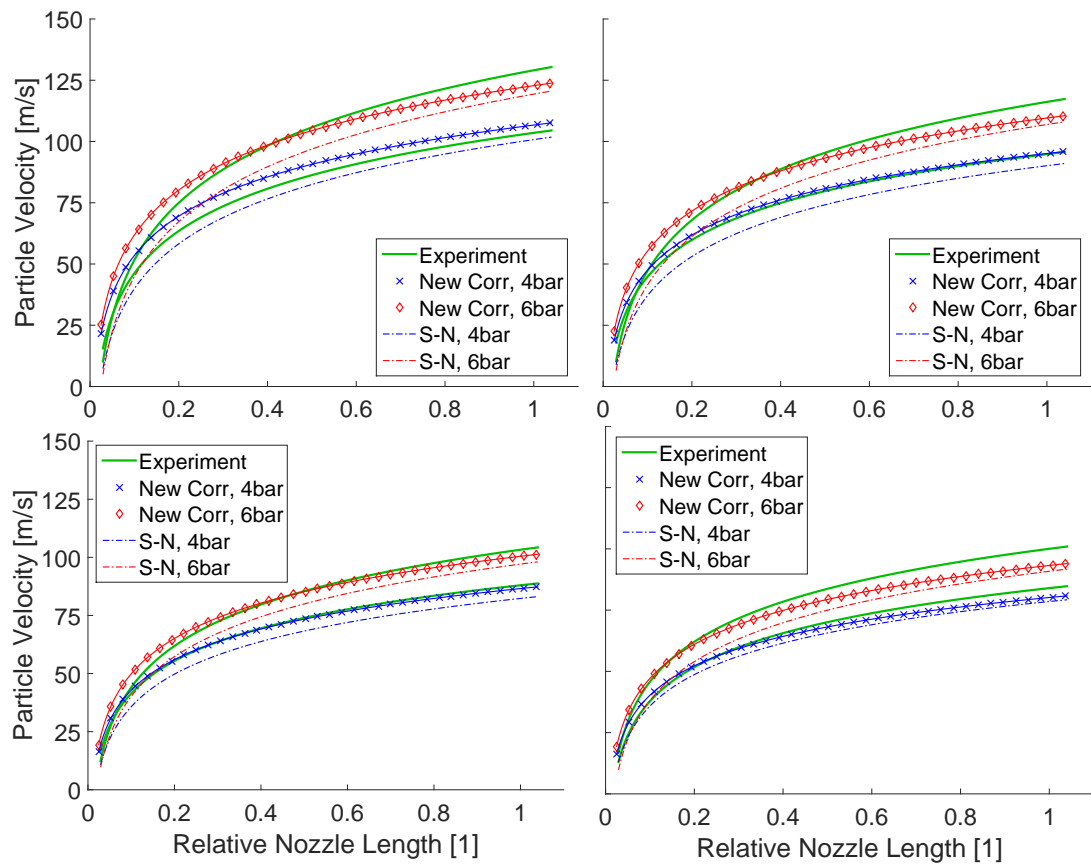 150
125
100
75
50
25
0
Particle Velocity [m/s]
0 0.2 0.4 0.6 0.8 1
Experiment
New Corr, 4bar
New Corr, 6bar
S-N, 4bar
S-N, 6bar
0 0.2 0.4 0.6 0.8 1
Experiment
New Corr, 4bar
New Corr, 6bar
S-N, 4bar
S-N, 6bar
150
125
100
75
50
25
0
Particle Velocity [m/s]
0 0.2 0.4 0.6 0.8 1
Relative Nozzle Length [1]
Experiment
New Corr, 4bar
New Corr, 6bar
S-N, 4bar
S-N, 6bar
0 0.2 0.4 0.6 0.8 1
Relative Nozzle Length [1]
Experiment
New Corr, 4bar
New Corr, 6bar
S-N, 4bar
S-N, 6bar